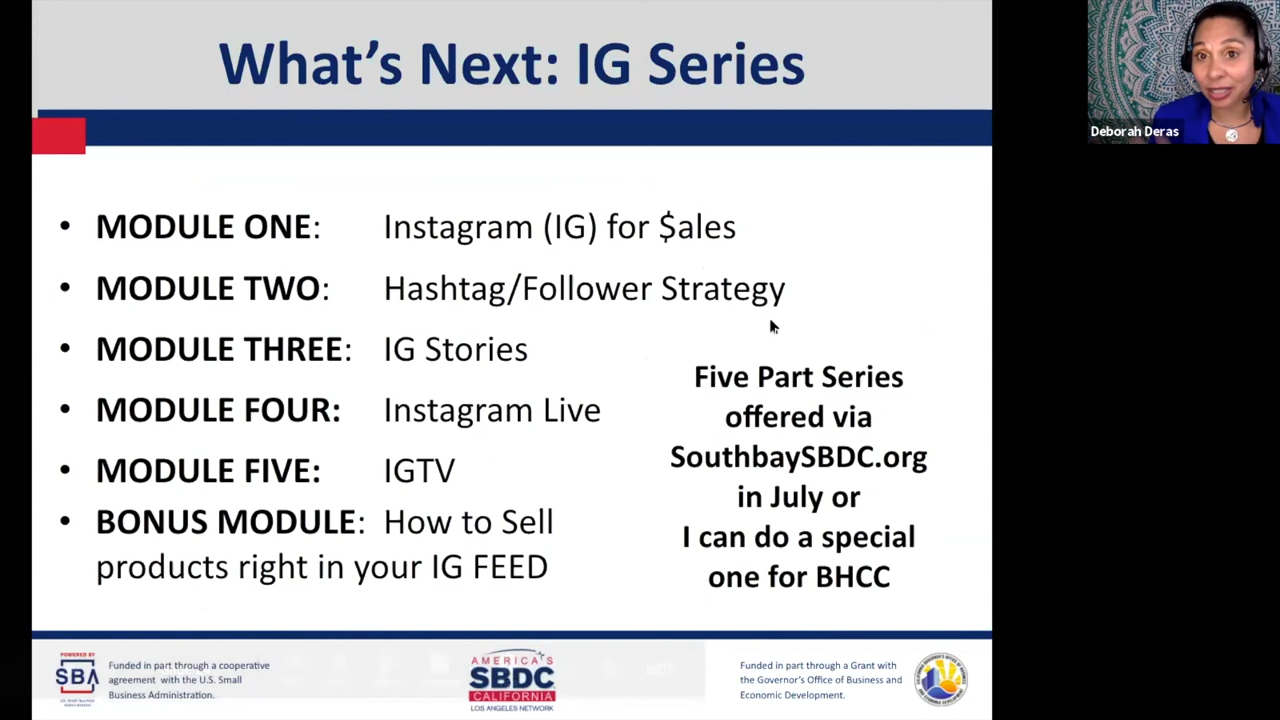 What's Next: IG Series
Deborah Deras
• MODULE ONE: Instagram (IG) for $ales
• MODULE TWO: Hashtag/Follower Strategy
• MODULE THREE: IG Stories
• MODULE FOUR: Instagram Live
• MODULE FIVE: IGTV
• BONUS MODULE: How to Sell
products right in your IG FEED
Five Part Series
offered via
SouthbaySBDC.org
in July or
I can do a special
one for BHCC
POWERED BY
SBA
Funded in part through a cooperative
agreement with the U.S. Small
Business Administration.
AMERICA'S
SBDC
CALIFORNIA
LOS ANGELES NETWORK
Funded in part through a Grant with
the Governor's Office of Business and
Economic Development.